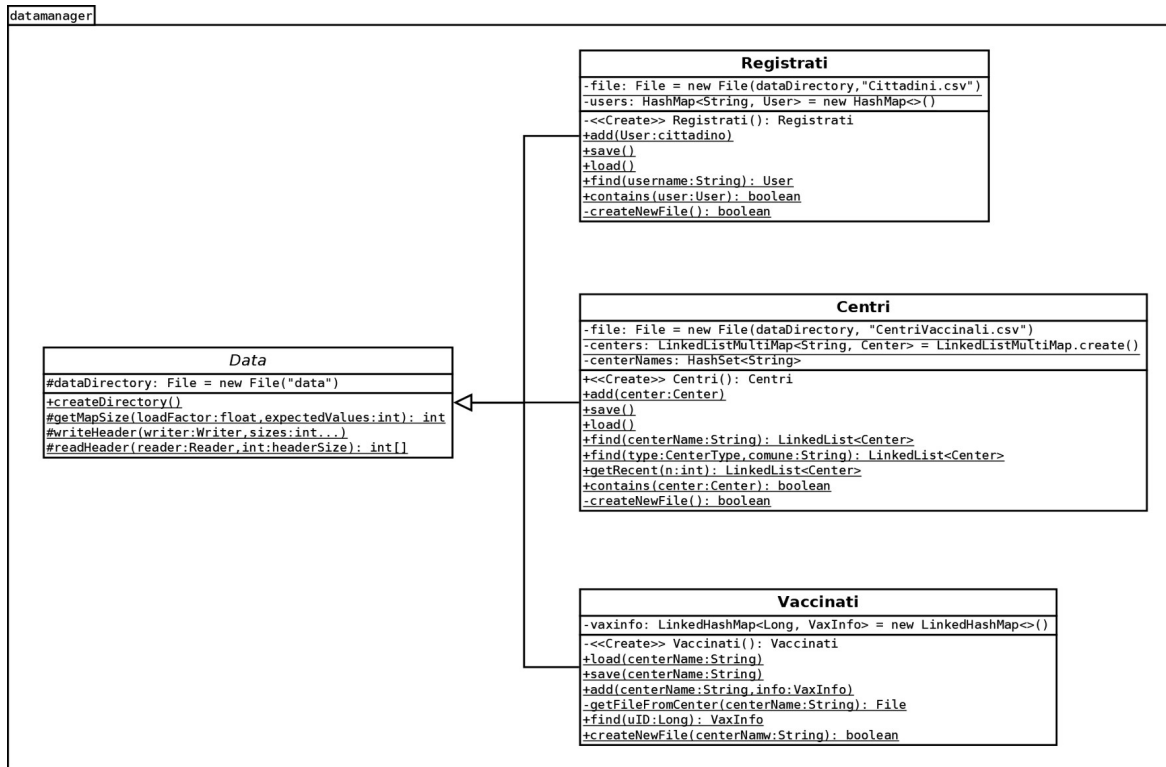 datamanager
Registrati
-file: File = new File(dataDirectory,"Cittadini.csv")
-users: HashMap<String, User> = new HashMap<>()
-<<Create>> Registrati(): Registrati
+add(User:cittadino)
+save()
+load()
+find(username:String): User
+contains(user:User): boolean
-createNewFile(): boolean
Centri
-file: File = new File(dataDirectory, "CentriVaccinali.csv")
-centers: LinkedListMultiMap<String, Center> = LinkedListMultiMap.create()
-centerNames: HashSet<String>
+<<Create>> Centri(): Centri
+add(center:Center)
+save()
+load()
+find(centerName:String): LinkedList<Center>
+find(type:CenterType,comune:String): LinkedList<Center>
+getRecent(n:int): LinkedList<Center>
+contains(center:Center): boolean
-createNewFile(): boolean
Data
#dataDirectory: File = new File("data")
+createDirectory()
#getMapSize(loadFactor:float,expectedValues:int): int
#writeHeader(writer:Writer,sizes:int...)
#readHeader(reader:Reader,int:headerSize): int[]
Vaccinati
-vaxinfo: LinkedHashMap<Long, VaxInfo> = new LinkedHashMap<>()
-<<Create>> Vaccinati(): Vaccinati
+load(centerName:String)
+save(centerName:String)
+add(centerName:String,info:VaxInfo)
-getFileFromCenter(centerName:String): File
+find(uID:Long): VaxInfo
+createNewFile(centerNamw:String): boolean